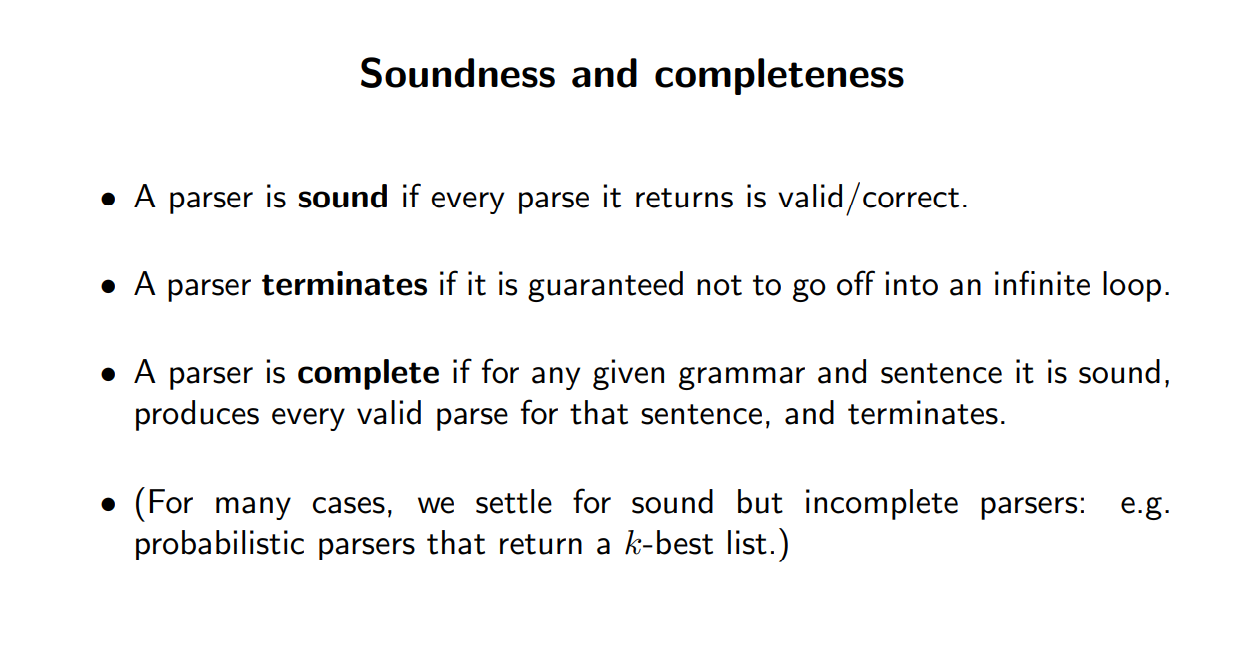 Soundness and completeness
• A parser is sound if every parse it returns is valid/correct.
• A parser terminates if it is guaranteed not to go off into an infinite loop.
• A parser is complete if for any given grammar and sentence it is sound,
produces every valid parse for that sentence, and terminates.
• (For many cases, we settle for sound but incomplete parsers: e.g.
probabilistic parsers that return a k-best list.)